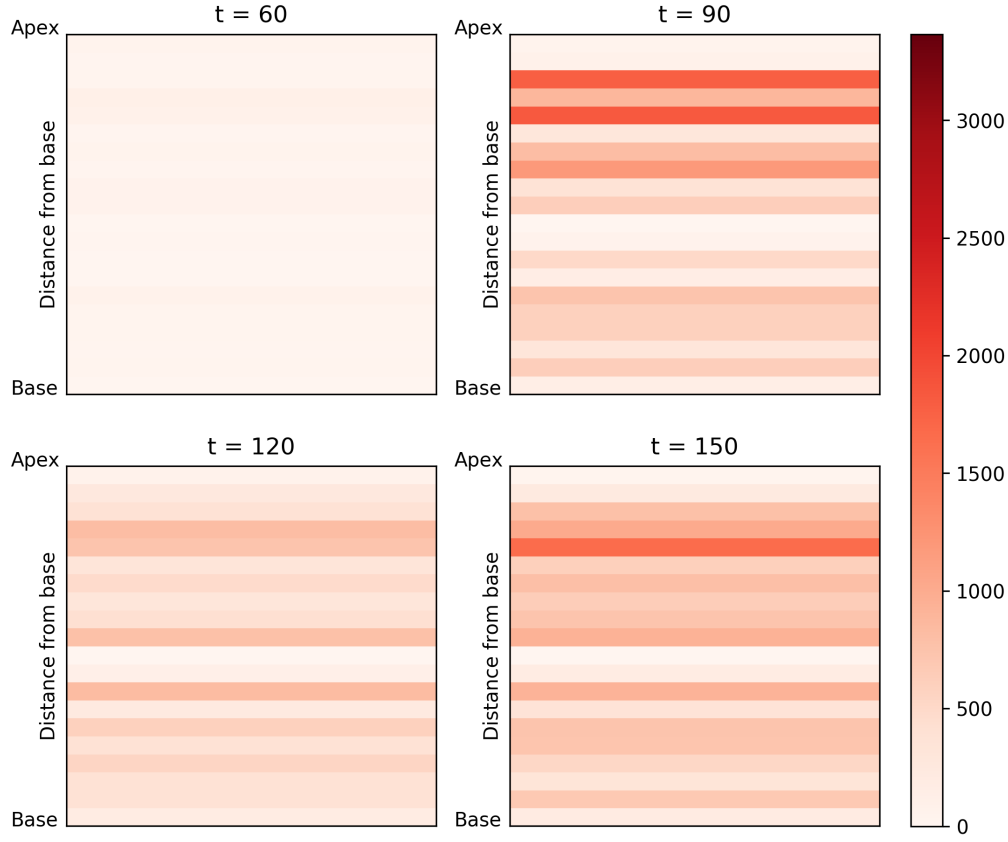 t = 60
Apex
Distance from base
Base
t = 90
Apex
Distance from base
Base
t = 120
Apex
Distance from base
Base
t = 150
Apex
Distance from base
Base
3000
2500
2000
1500
1000
500
0